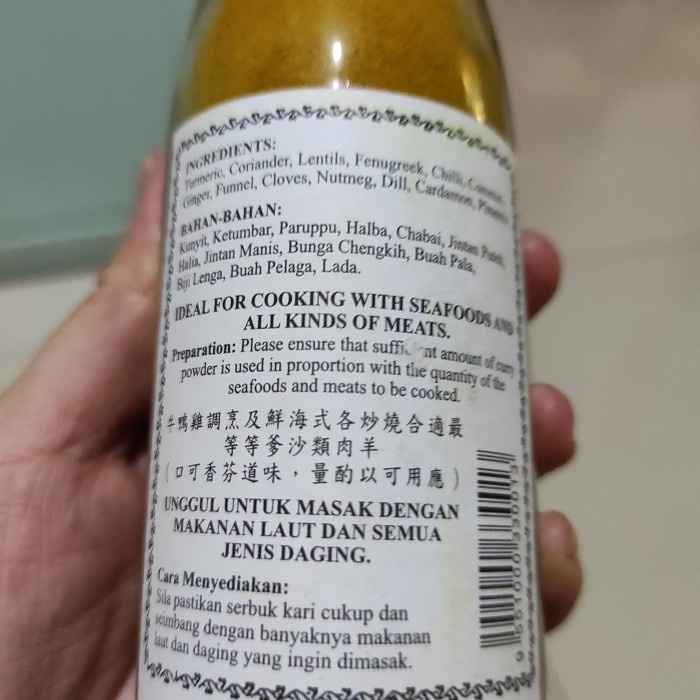 INGREDIENTS:
Turmeric, Coriander, Lentils, Fenugreek, Chilli,
Ginger, Funnel, Cloves, Nutmeg, Dill, Cardamon,
BAHAN-BAHAN:
Kunyit, Ketumbar, Paruppu, Halba, Chabai, Jintan Puteh,
Halia, Jintan Manis, Bunga Chengkih, Buah Pala,
Biji Lenga, Buah Pelaga, Lada.
IDEAL FOR COOKING WITH SEAFOODS AND
ALL KINDS OF MEATS.
Preparation: Please ensure that amount of curry
powder is used in proportion with the quantity of the
seafoods and meats to be cooked.
最適合燒炒各式海鮮及烹調雞鴨牛
羊肉類沙爹等等
(應用可以酌量，味道芬香可口)
UNGGUL UNTUK MASAK DENGAN
MAKANAN LAUT DAN SEMUA
JENIS DAGING.
Cara Menyediakan:
Sila pastikan serbuk kari cukup dan
seimbang dengan banyaknya makanan
laut dan daging yang ingin dimasak.